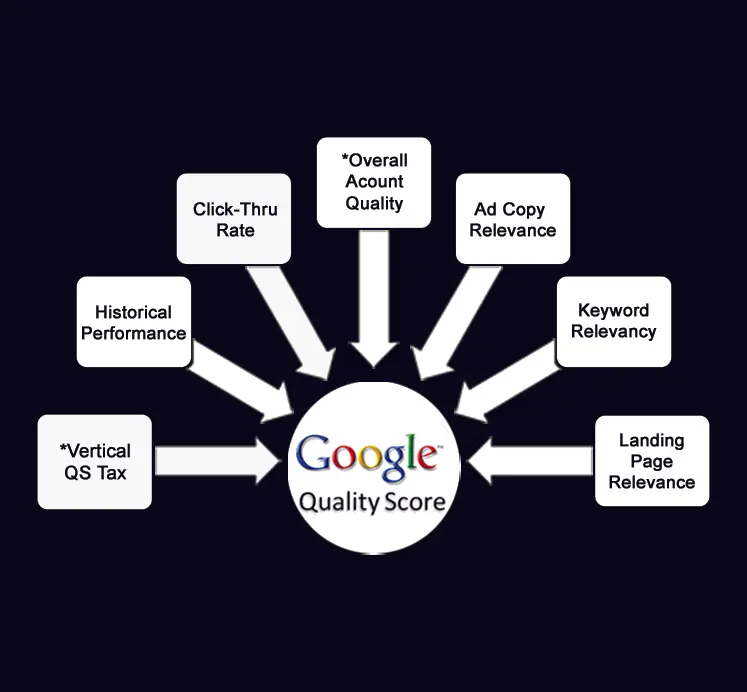 *Overall
Acount
Quality
Click-Thru
Rate
Ad Copy
Relevance
Historical
Performance
Keyword
Relevancy
*Vertical
QS Tax
Landing
Page
Relevance
Google™
Quality Score